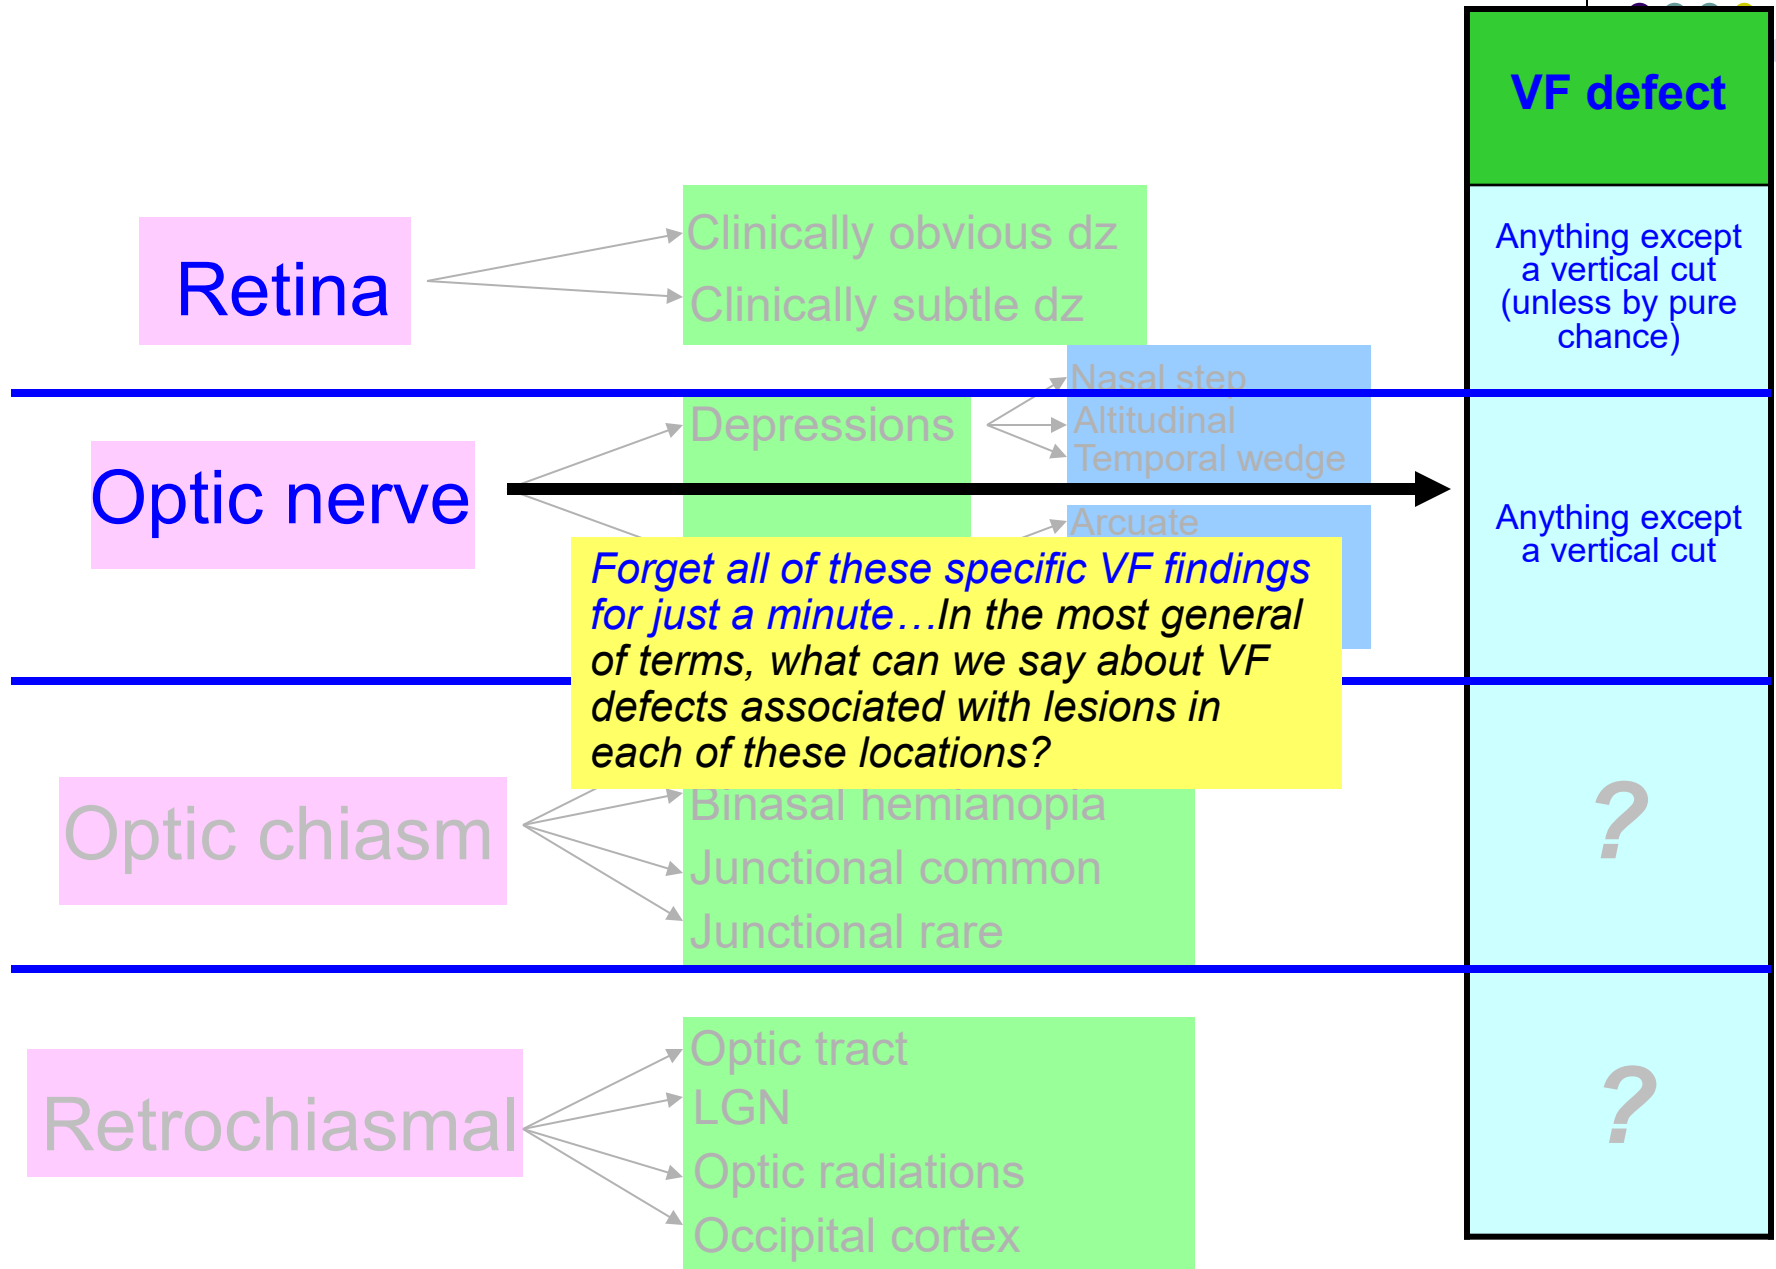 VF defect
Retina
Clinically obvious dz
Clinically subtle dz
Anything except
a vertical cut
(unless by pure
chance)
Optic nerve
Depressions
Nasal step
Altitudinal
Temporal wedge
Arcuate
Anything except
a vertical cut
Forget all of these specific VF findings
for just a minute…In the most general
of terms, what can we say about VF
defects associated with lesions in
each of these locations?
Optic chiasm
Binasal hemianopia
Junctional common
Junctional rare
?
Retrochiasmal
Optic tract
LGN
Optic radiations
Occipital cortex
?